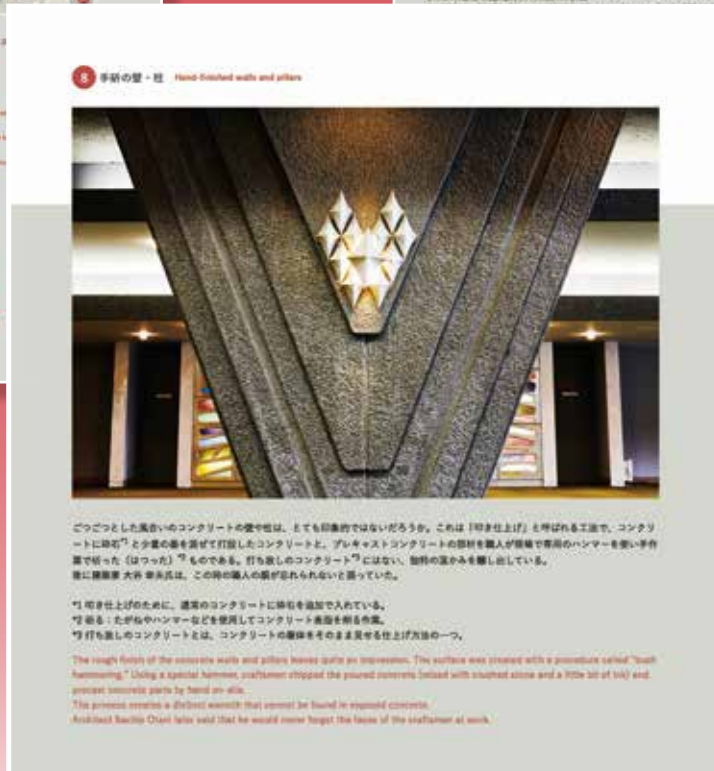 8 手斫の壁・柱 Hand-finished walls and pillars
ごつごつとした風合いのコンクリートの壁や柱は、とても印象的ではないだろうか。これは「叩き仕上げ」と呼ばれる工法で、コンクリ
ートに砕石*1 と少量の墨を混ぜて打設したコンクリートと、プレキャストコンクリートの部材を職人が現場で専用のハンマーを使い手作
業で斫った（はつった）*2 ものである。打ち放しのコンクリート*3 にはない、独特の温かみを醸し出している。
後に建築家 大谷 幸夫氏は、この時の職人の顔が忘れられないと語っていた。
*1 叩き仕上げのために、通常のコンクリートに砕石を追加で入れている。
*2 斫る：たがねやハンマーなどを使用してコンクリート表面を削る作業。
*3 打ち放しのコンクリートとは、コンクリートの躯体をそのまま見せる仕上げ方法の一つ。
The rough finish of the concrete walls and pillars leaves quite an impression. The surface was created with a procedure called "bush
hammering." Using a special hammer, craftsmen chipped the poured concrete (mixed with crushed stone and a little bit of ink) and
precast concrete parts by hand on-site.
The process creates a distinct warmth that cannot be found in exposed concrete.
Architect Sachio Otani later said that he would never forget the faces of the craftsmen at work.